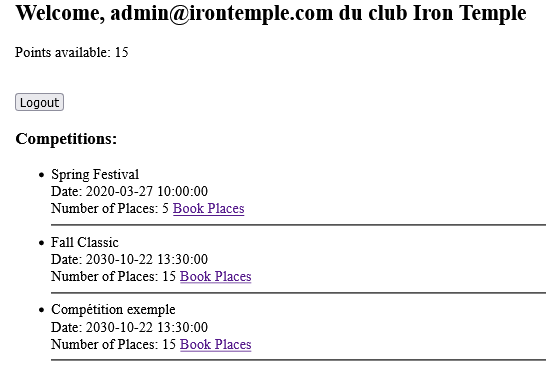 Welcome, admin@irontemple.com du club Iron Temple
Points available: 15
Logout
Competitions:
Spring Festival
Date: 2020-03-27 10:00:00
Number of Places: 5 Book Places
Fall Classic
Date: 2030-10-22 13:30:00
Number of Places: 15 Book Places
Compétition exemple
Date: 2030-10-22 13:30:00
Number of Places: 15 Book Places